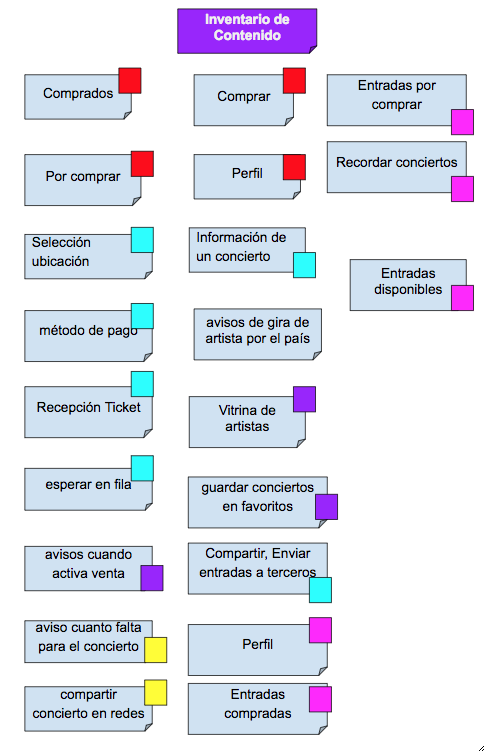 Inventario de
Contenido
Comprados
Comprar
Entradas por
comprar
Por comprar
Perfil
Recordar conciertos
Selección
ubicación
Información de
un concierto
Entradas
disponibles
método de pago
avisos de gira de
artista por el país
Recepción Ticket
Vitrina de
artistas
esperar en fila
guardar conciertos
en favoritos
avisos cuando
activa venta
Compartir, Enviar
entradas a terceros
aviso cuanto falta
para el concierto
Perfil
compartir
concierto en redes
Entradas
compradas